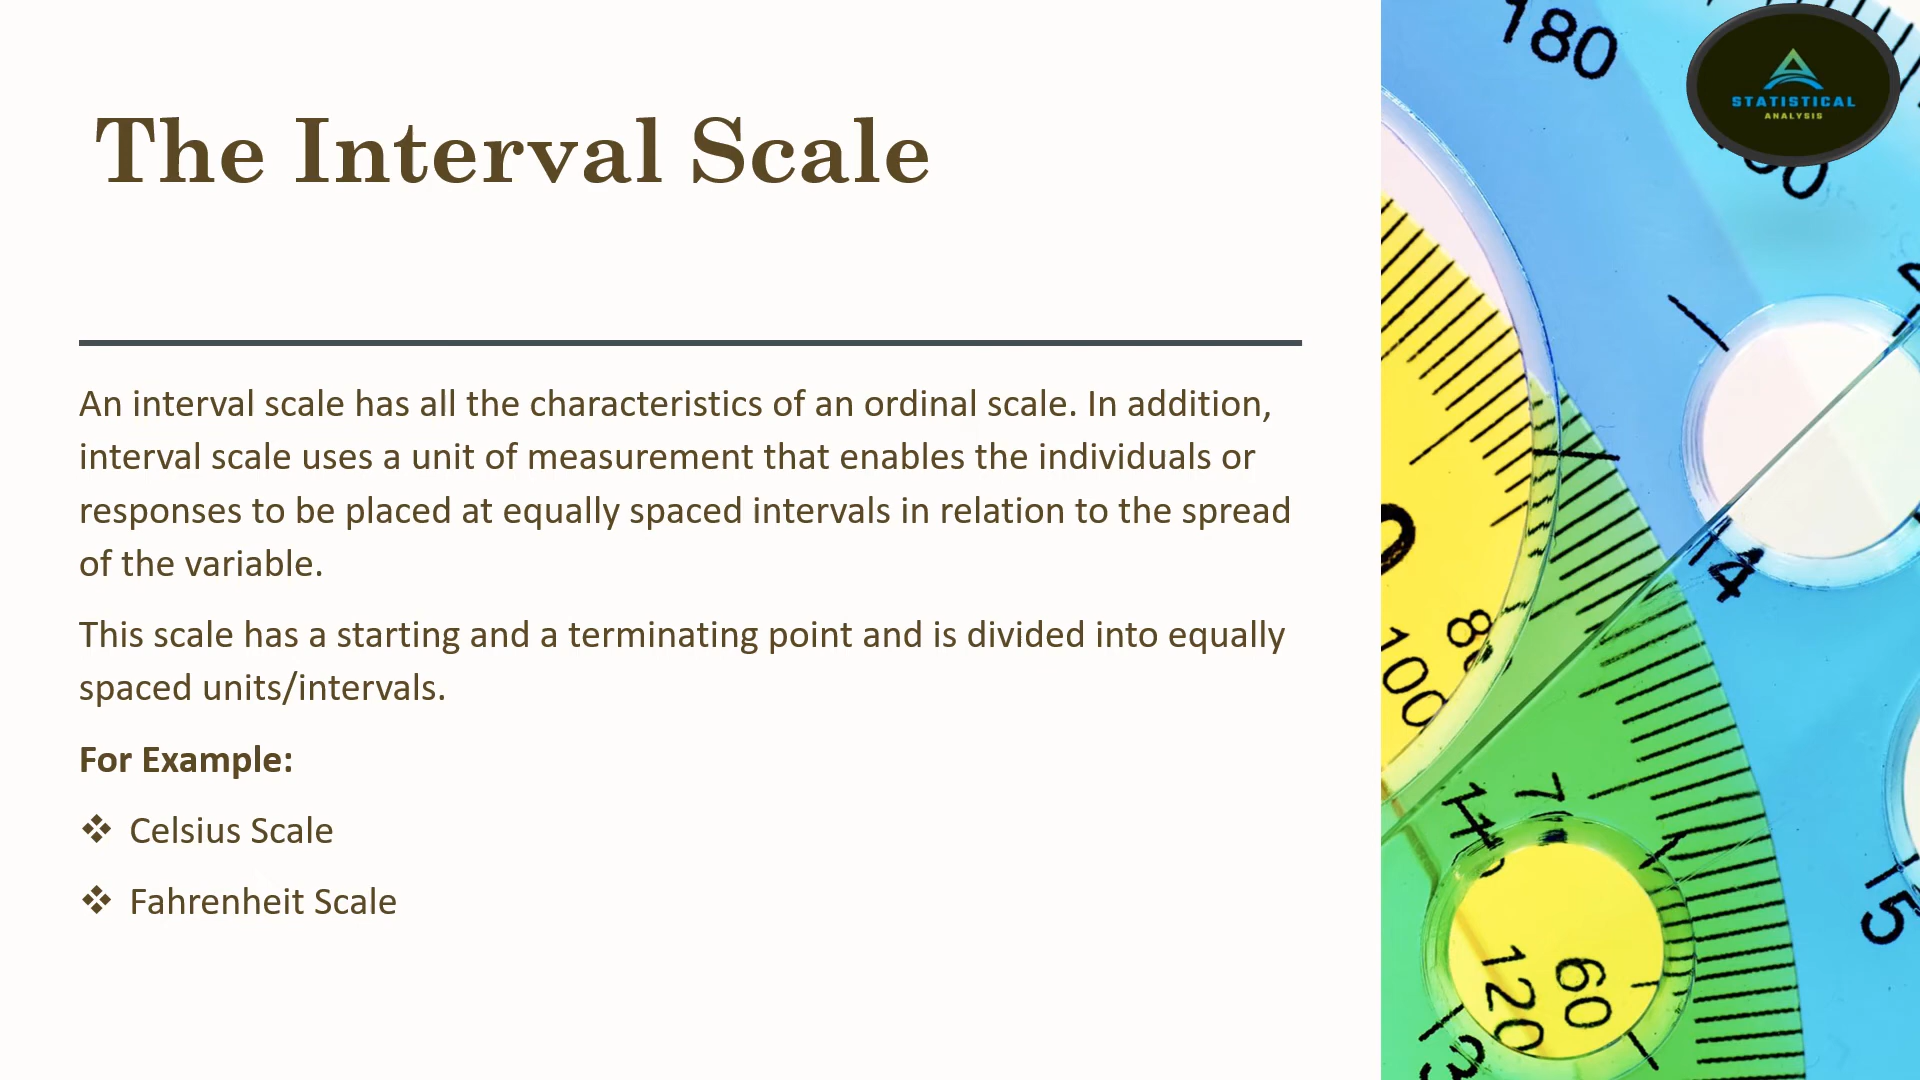 180
STATISTICAL
ANALYSIS
The Interval Scale
An interval scale has all the characteristics of an ordinal scale. In addition,
interval scale uses a unit of measurement that enables the individuals or
responses to be placed at equally spaced intervals in relation to the spread
of the variable.
This scale has a starting and a terminating point and is divided into equally
spaced units/intervals.
For Example:
❖ Celsius Scale
❖ Fahrenheit Scale
14
100
15
60
120